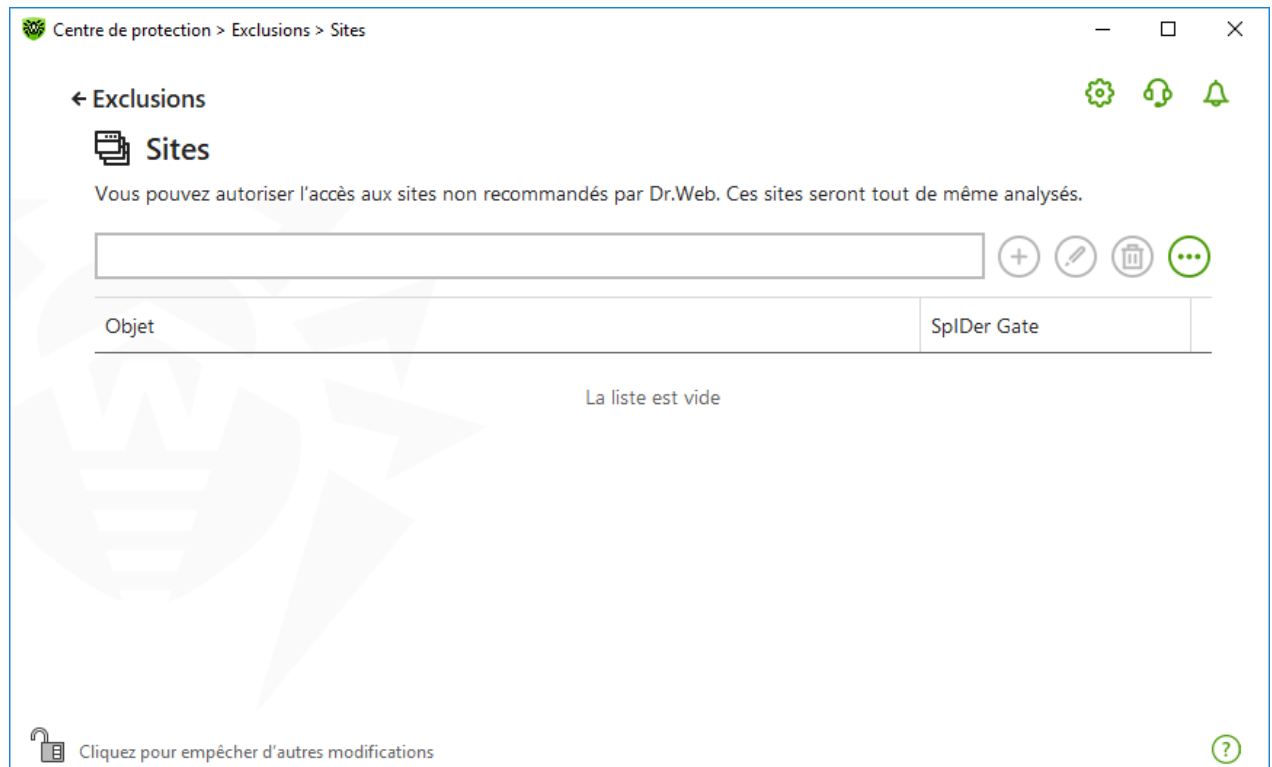 Centre de protection > Exclusions > Sites
Exclusions
Sites
Vous pouvez autoriser l'accès aux sites non recommandés par Dr.Web. Ces sites seront tout de même analysés.
Objet
SpIDer Gate
La liste est vide
Cliquez pour empêcher d'autres modifications
?